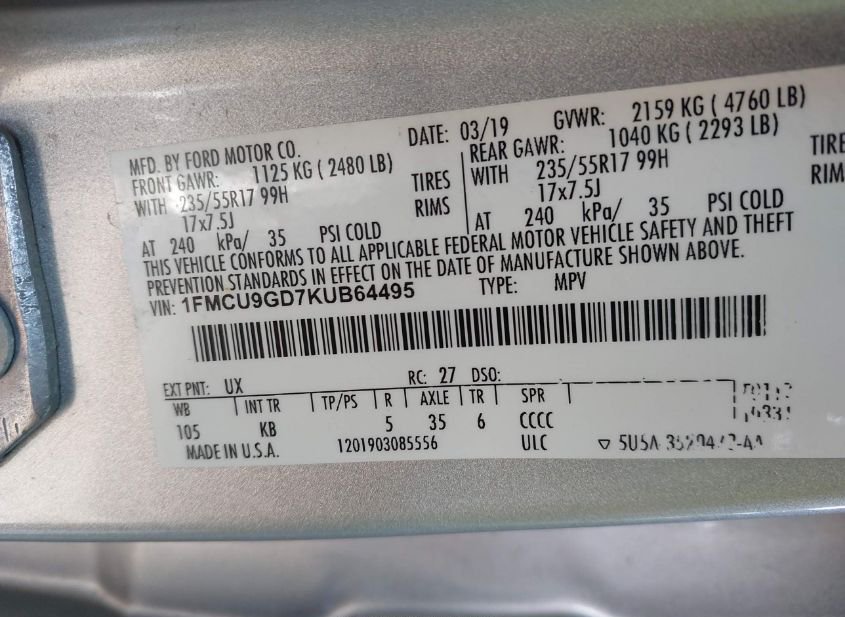 MFD. BY FORD MOTOR CO. DATE: 03/19 GVWR: 2159 KG ( 4760 LB)
FRONT GAWR: 1125 KG ( 2480 LB) REAR GAWR: 1040 KG ( 2293 LB)
WITH 235/55R17 99H TIRES WITH 235/55R17 99H TIRE
17x7.5J RIMS 17x7.5J RIM
AT 240 kPa/ 35 PSI COLD AT 240 kPa/ 35 PSI COLD
THIS VEHICLE CONFORMS TO ALL APPLICABLE FEDERAL MOTOR VEHICLE SAFETY AND THEFT
PREVENTION STANDARDS IN EFFECT ON THE DATE OF MANUFACTURE SHOWN ABOVE.
VIN: 1FMCU9GD7KUB64495 TYPE: MPV
EXT PNT: UX RC: 27 DSO:
WB INT TR TP/PS R AXLE TR SPR
105 KB 5 35 6 CCCC
MADE IN U.S.A. 1201903085556 ULC